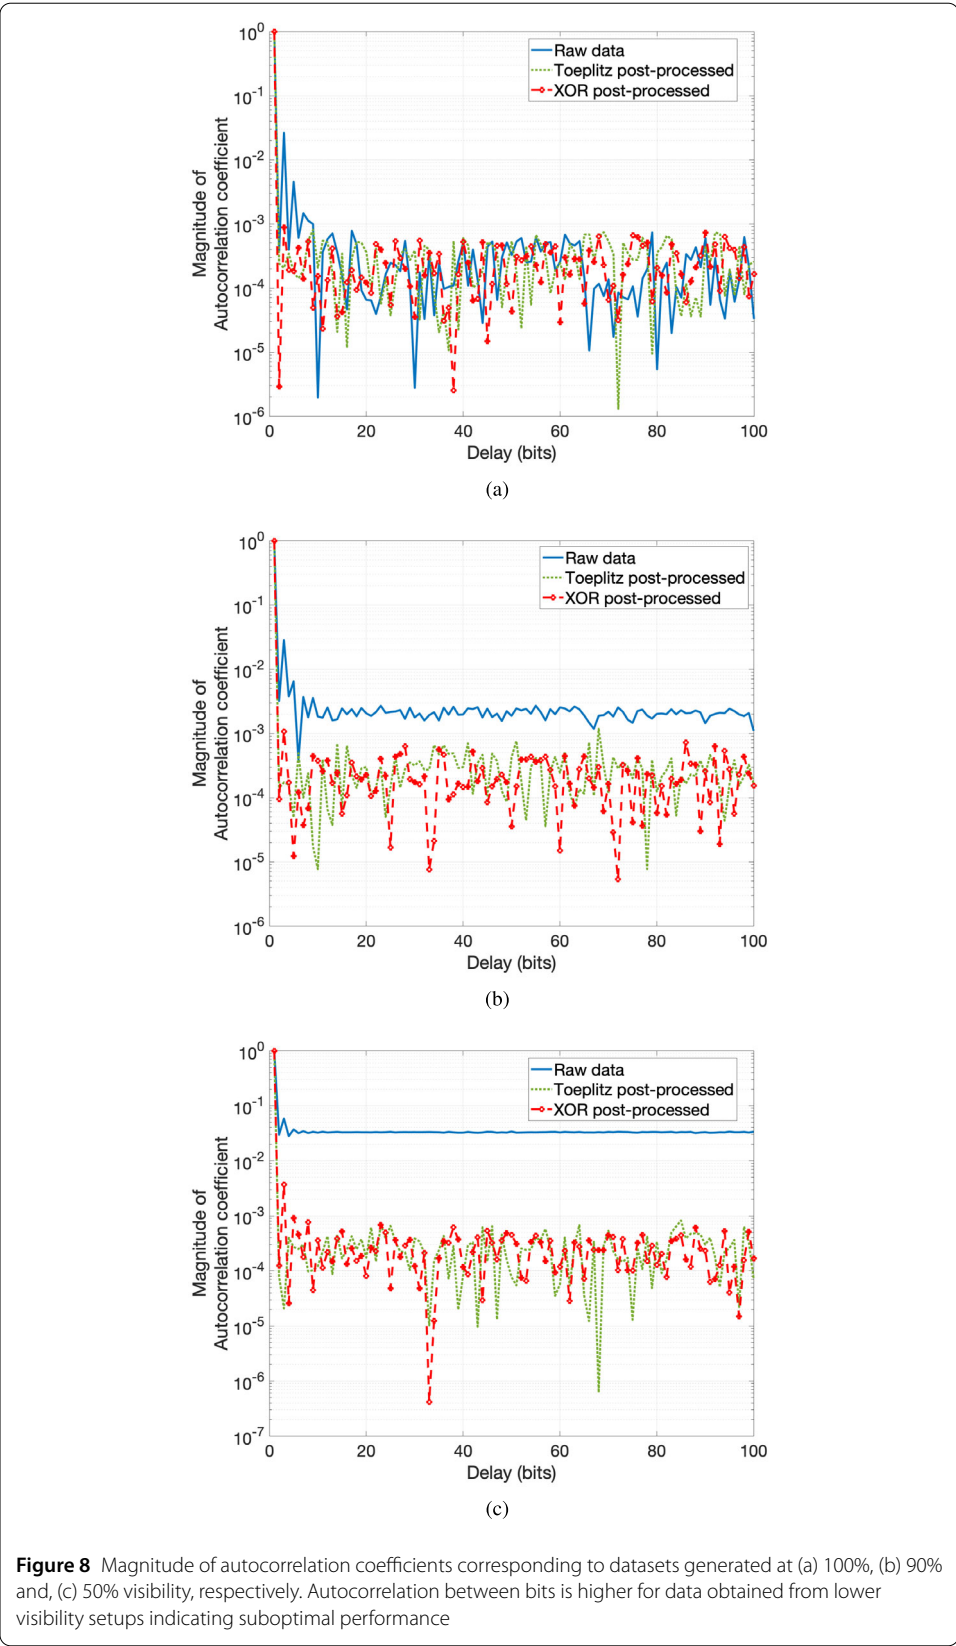 10^0
10^-1
10^-2
10^-3
10^-4
10^-5
10^-6
Magnitude of
Autocorrelation coefficient
Raw data
Toeplitz post-processed
XOR post-processed
0 20 40 60 80 100
Delay (bits)
(a)
10^0
10^-1
10^-2
10^-3
10^-4
10^-5
10^-6
Magnitude of
Autocorrelation coefficient
Raw data
Toeplitz post-processed
XOR post-processed
0 20 40 60 80 100
Delay (bits)
(b)
10^0
10^-1
10^-2
10^-3
10^-4
10^-5
10^-6
10^-7
Magnitude of
Autocorrelation coefficient
Raw data
Toeplitz post-processed
XOR post-processed
0 20 40 60 80 100
Delay (bits)
(c)
Figure 8 Magnitude of autocorrelation coefficients corresponding to datasets generated at (a) 100%, (b) 90%
and, (c) 50% visibility, respectively. Autocorrelation between bits is higher for data obtained from lower
visibility setups indicating suboptimal performance